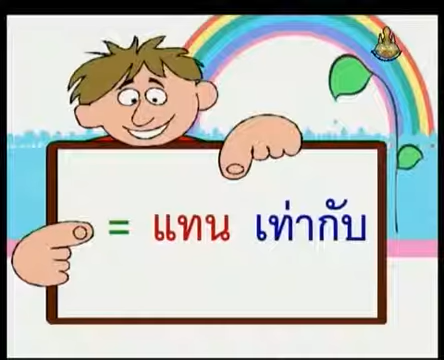 = แทน เท่ากับ